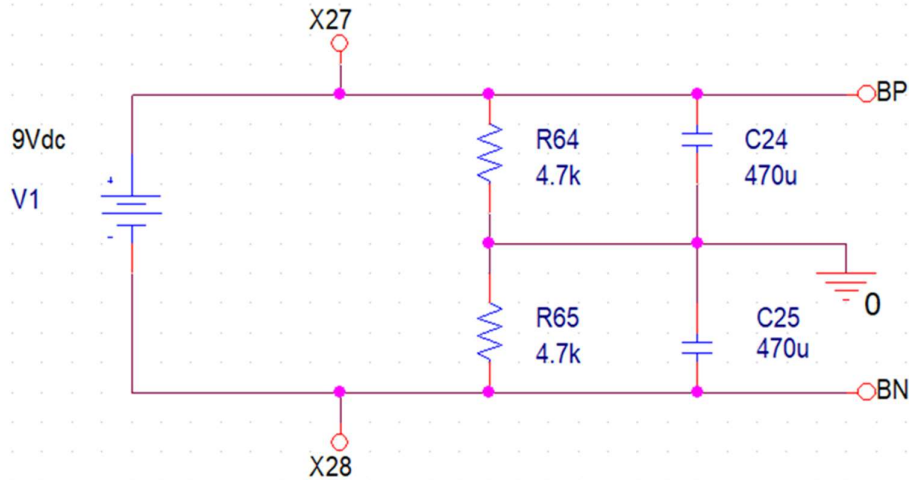 X27
BP
9Vdc
R64
4.7k
C24
470u
+
V1
-
0
R65
4.7k
C25
470u
BN
X28